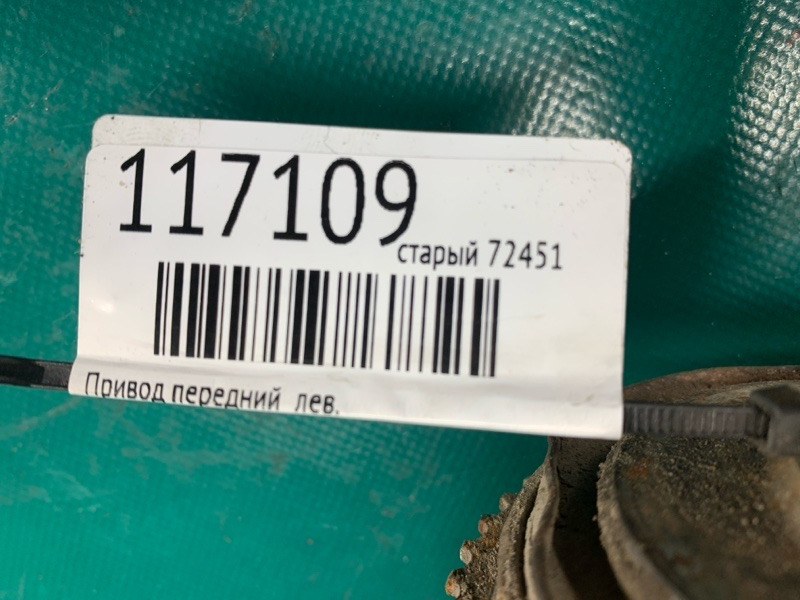 117109
старый 72451
Привод передний лев.